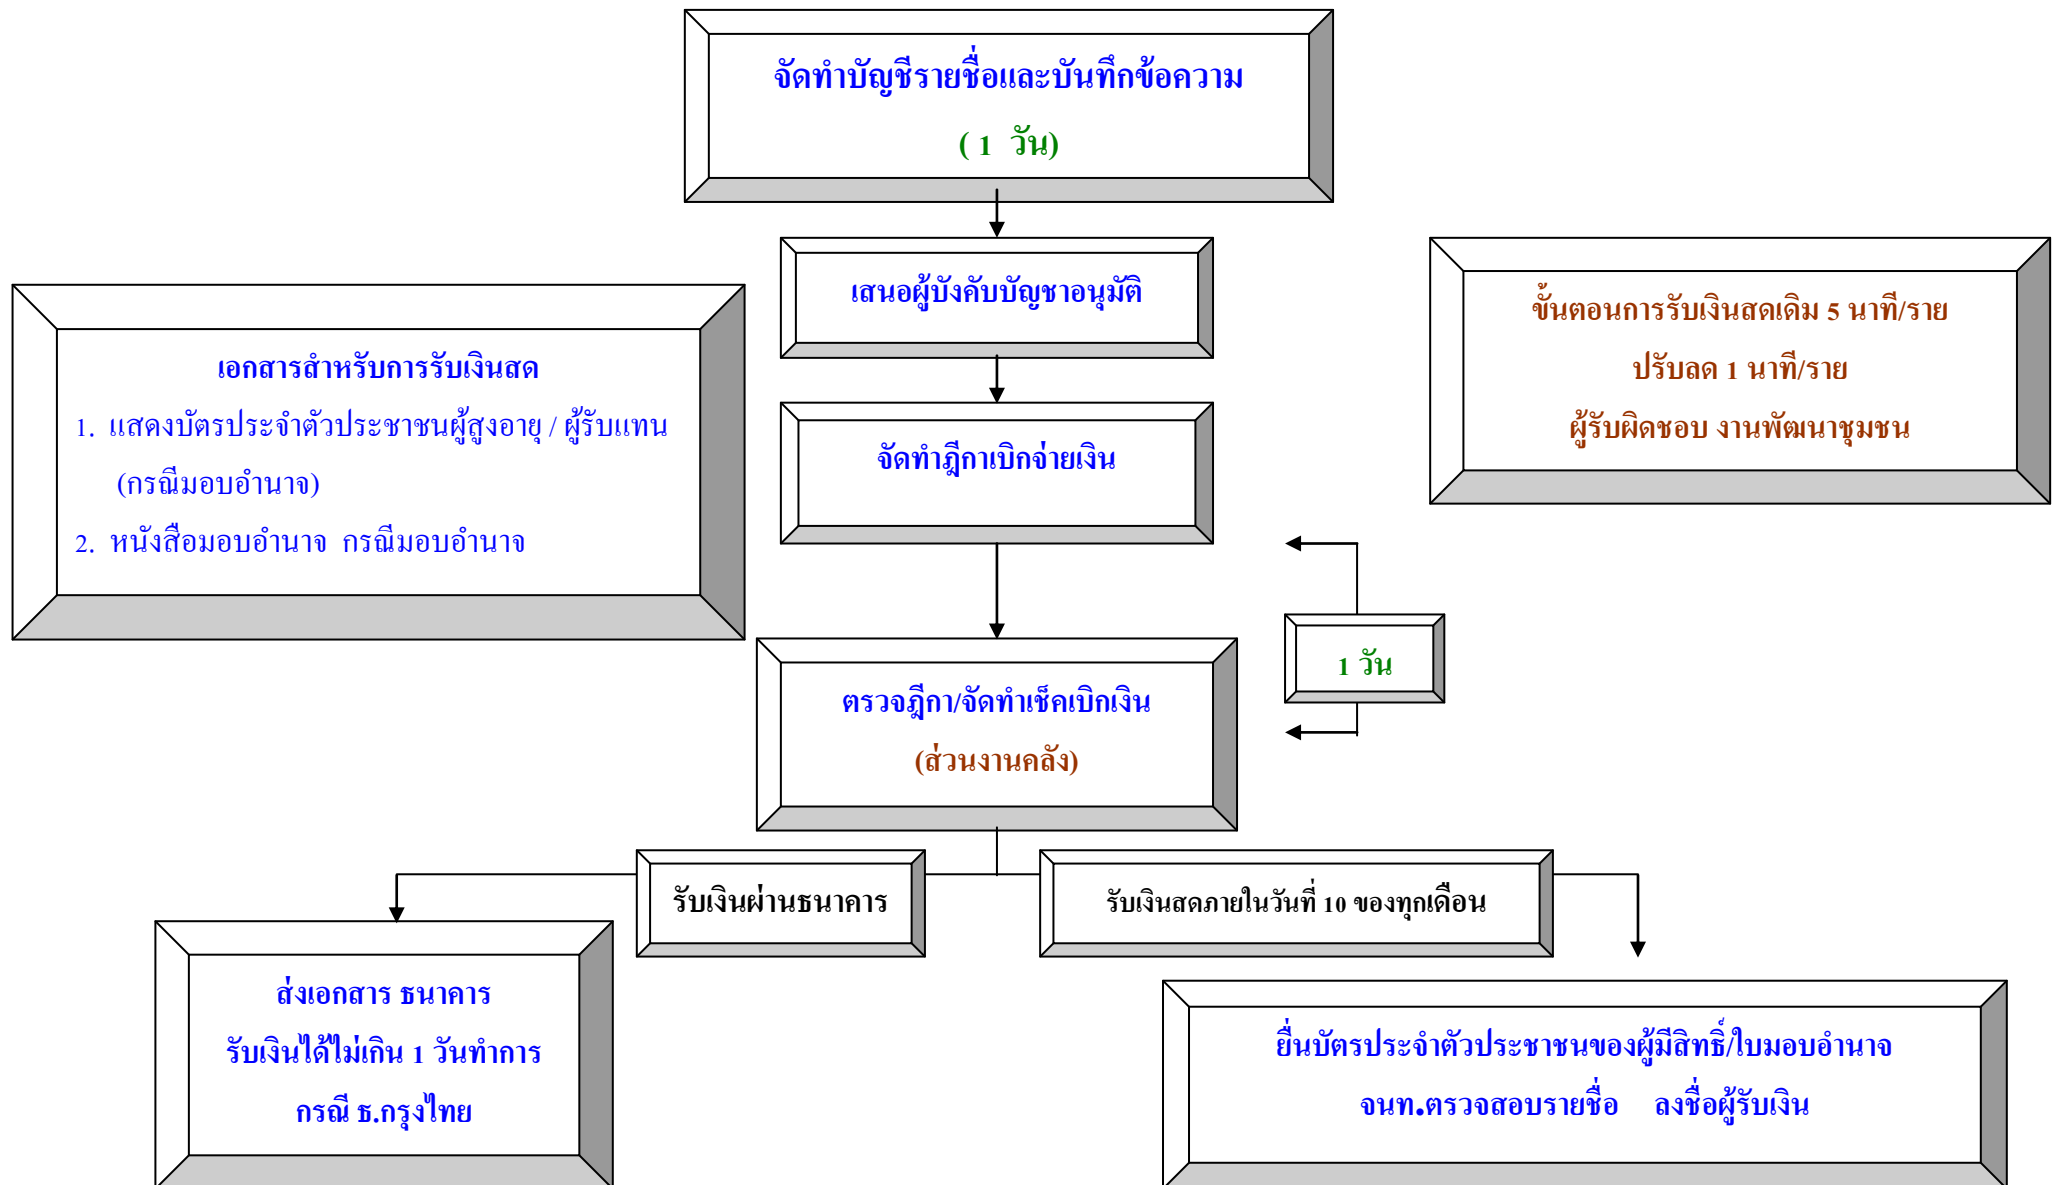 จัดทำบัญชีรายชื่อและบันทึกข้อความ
( 1 วัน)
เสนอผู้บังคับบัญชาอนุมัติ
ขั้นตอนการรับเงินสดเดิม 5 นาที/ราย
ปรับลด 1 นาที/ราย
ผู้รับผิดชอบ งานพัฒนาชุมชน
เอกสารสำหรับการรับเงินสด
1. แสดงบัตรประจำตัวประชาชนผู้สูงอายุ / ผู้รับแทน
(กรณีมอบอำนาจ)
2. หนังสือมอบอำนาจ กรณีมอบอำนาจ
จัดทำฎีกาเบิกจ่ายเงิน
1 วัน
ตรวจฎีกา/จัดทำเช็คเบิกเงิน
(ส่วนงานคลัง)
รับเงินผ่านธนาคาร
รับเงินสดภายในวันที่ 10 ของทุกเดือน
ส่งเอกสาร ธนาคาร
รับเงินได้ไม่เกิน 1 วันทำการ
กรณี ธ.กรุงไทย
ยื่นบัตรประจำตัวประชาชนของผู้มีสิทธิ์/ใบมอบอำนาจ
จนท.ตรวจสอบรายชื่อ ลงชื่อผู้รับเงิน